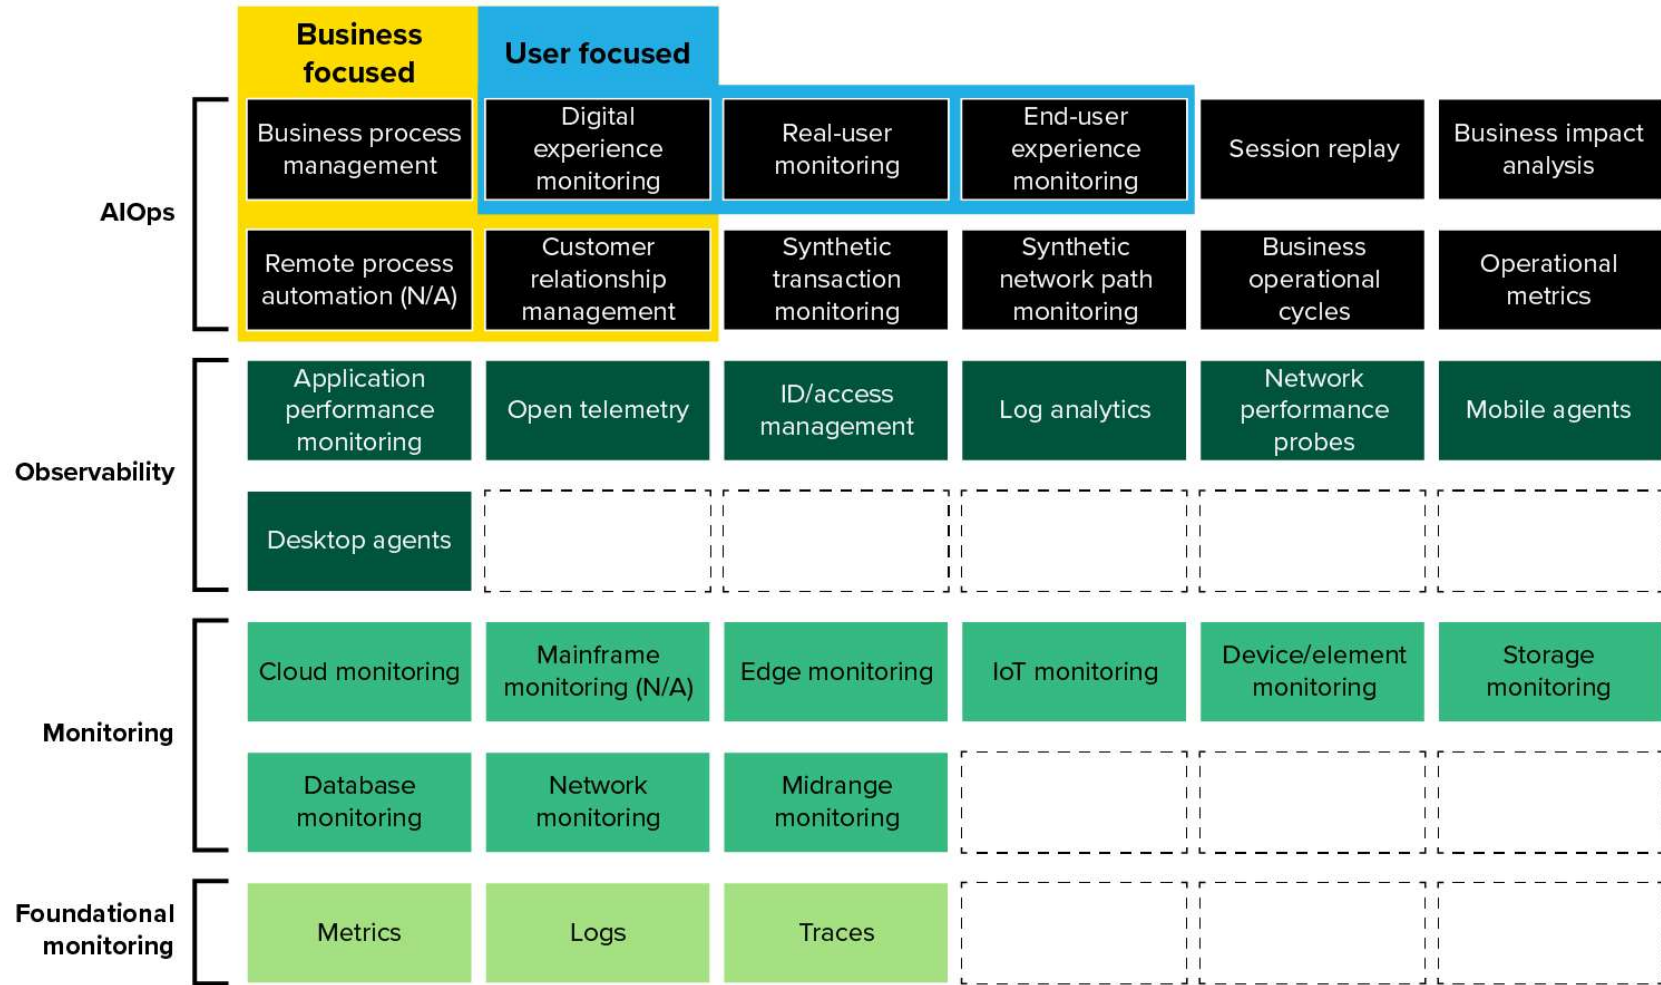 Business
focused
User focused
AIOps
Business process
management
Digital
experience
monitoring
Real-user
monitoring
End-user
experience
monitoring
Session replay
Business impact
analysis
Remote process
automation (N/A)
Customer
relationship
management
Synthetic
transaction
monitoring
Synthetic
network path
monitoring
Business
operational
cycles
Operational
metrics
Observability
Application
performance
monitoring
Open telemetry
ID/access
management
Log analytics
Network
performance
probes
Mobile agents
Desktop agents
Monitoring
Cloud monitoring
Mainframe
monitoring (N/A)
Edge monitoring
IoT monitoring
Device/element
monitoring
Storage
monitoring
Database
monitoring
Network
monitoring
Midrange
monitoring
Foundational
monitoring
Metrics
Logs
Traces